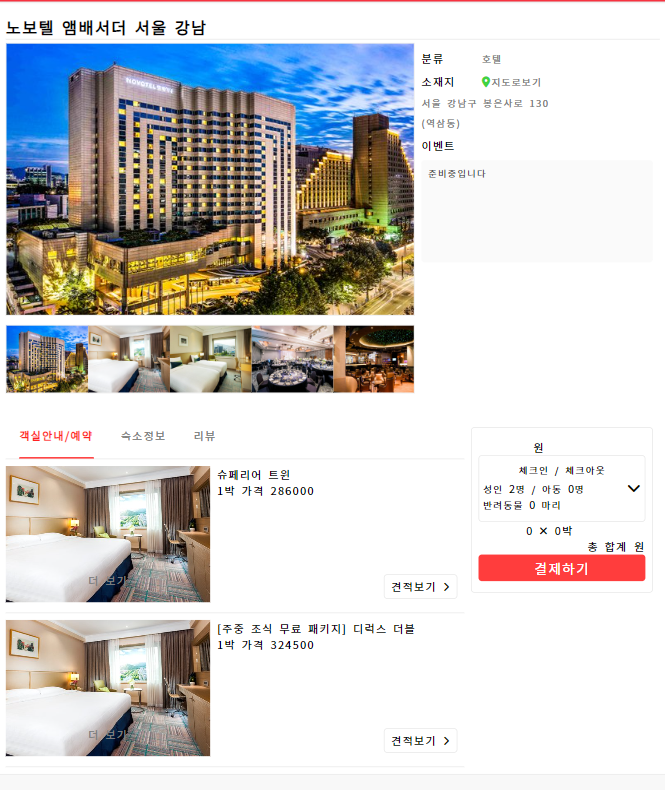 노보텔 앰배서더 서울 강남
NOVOTEL
분류 호텔
소재지 지도로보기
서울 강남구 봉은사로 130
(역삼동)
이벤트
준비중입니다
객실안내/예약 숙소정보 리뷰
슈페리어 트윈
1박 가격 286000
더 보기
견적보기
[주중 조식 무료 패키지] 디럭스 더블
1박 가격 324500
더 보기
견적보기
원
체크인 / 체크아웃
성인 2명 / 아동 0명
반려동물 0 마리
0 × 0박
총 합계 원
결제하기